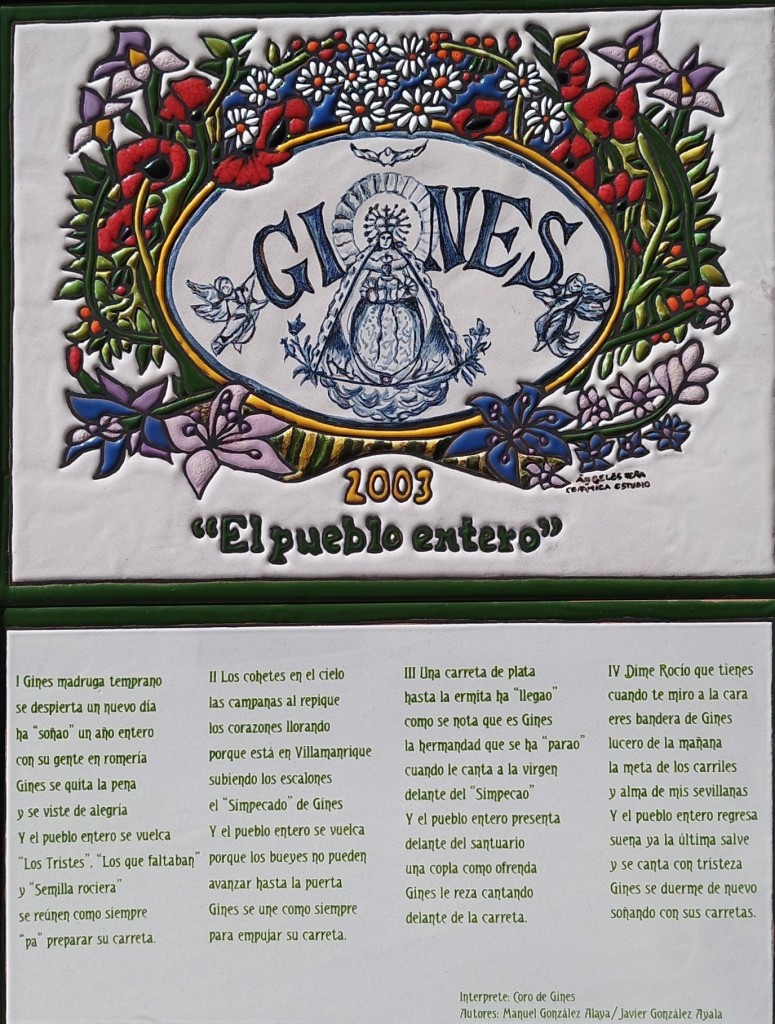 GINES
ÁNGELES PEÑA
CERÁMICA ESTUDIO
2003
“El pueblo entero”
I Gines madruga temprano
se despierta un nuevo día
ha “soñao” un año entero
con su gente en romería
Gines se quita la pena
y se viste de alegría
Y el pueblo entero se vuelca
“Los Tristes”, “Los que faltaban”
y “Semilla rociera”
se reúnen como siempre
“pa” preparar su carreta.
II Los cohetes en el cielo
las campanas al repique
los corazones llorando
porque está en Villamanrique
subiendo los escalones
el “Simpecado” de Gines
Y el pueblo entero se vuelca
porque los bueyes no pueden
avanzar hasta la puerta
Gines se une como siempre
para empujar su carreta.
III Una carreta de plata
hasta la ermita ha “llegao”
como se nota que es Gines
la hermandad que se ha “parao”
cuando le canta a la virgen
delante del “Simpecao”
Y el pueblo entero presenta
delante del santuario
una copla como ofrenda
Gines le reza cantando
delante de la carreta.
IV Dime Rocío que tienes
cuando te miro a la cara
eres bandera de Gines
lucero de la mañana
la meta de los carriles
y alma de mis sevillanas
Y el pueblo entero regresa
suena ya la última salve
y se canta con tristeza
Gines se duerme de nuevo
soñando con sus carretas.
Interprete: Coro de Gines
Autores: Manuel González Alaya/Javier González Ayala